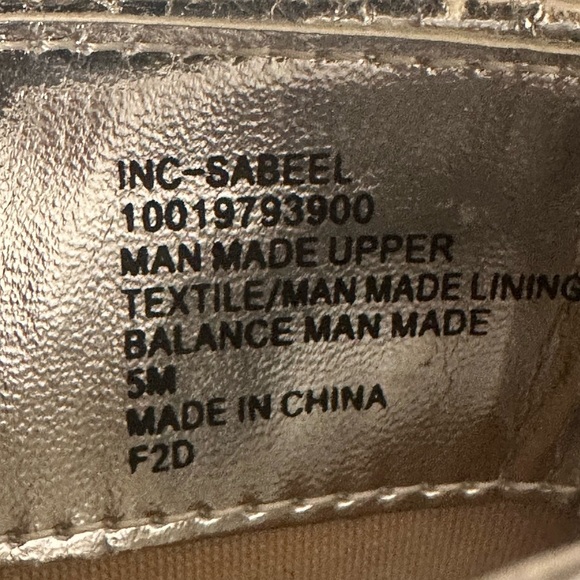 INC-SABEEL
10019793900
MAN MADE UPPER
TEXTILE/MAN MADE LINING
BALANCE MAN MADE
5M
MADE IN CHINA
F2D